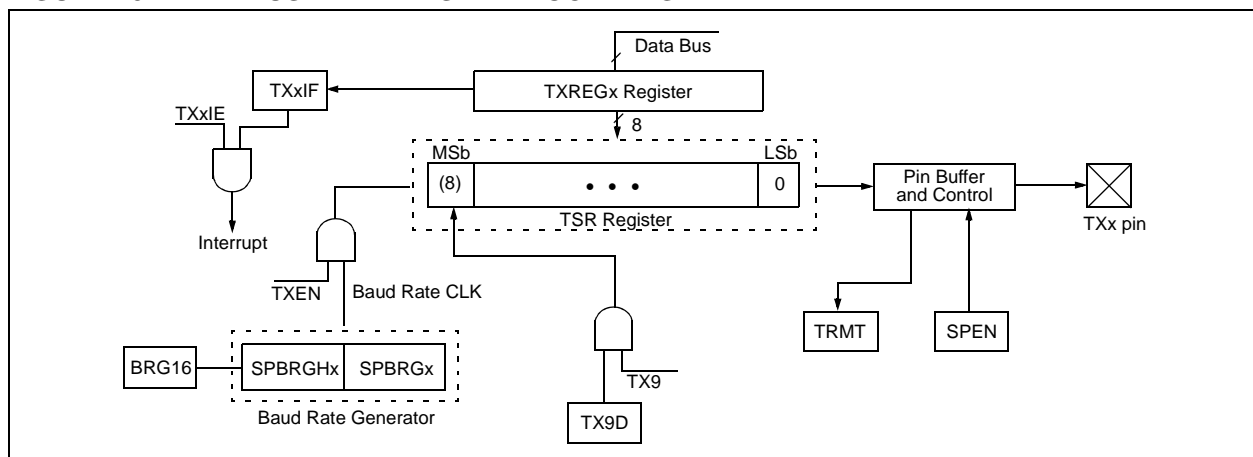 Data Bus
TXxIF
TXREGx Register
TXxIE
8
MSb
LSb
(8)
• • •
0
Pin Buffer
and Control
TSR Register
TXx pin
Interrupt
TXEN
Baud Rate CLK
TRMT
SPEN
BRG16
SPBRGHx
SPBRGx
TX9
Baud Rate Generator
TX9D